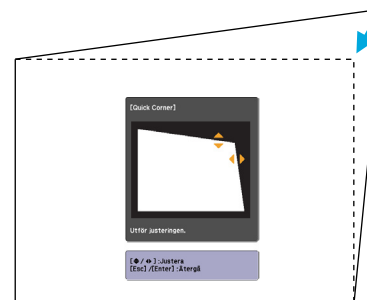 [Quick Corner]
Utför justeringen.
[ / ] :Justera
[Esc] /[Enter] :Återgå